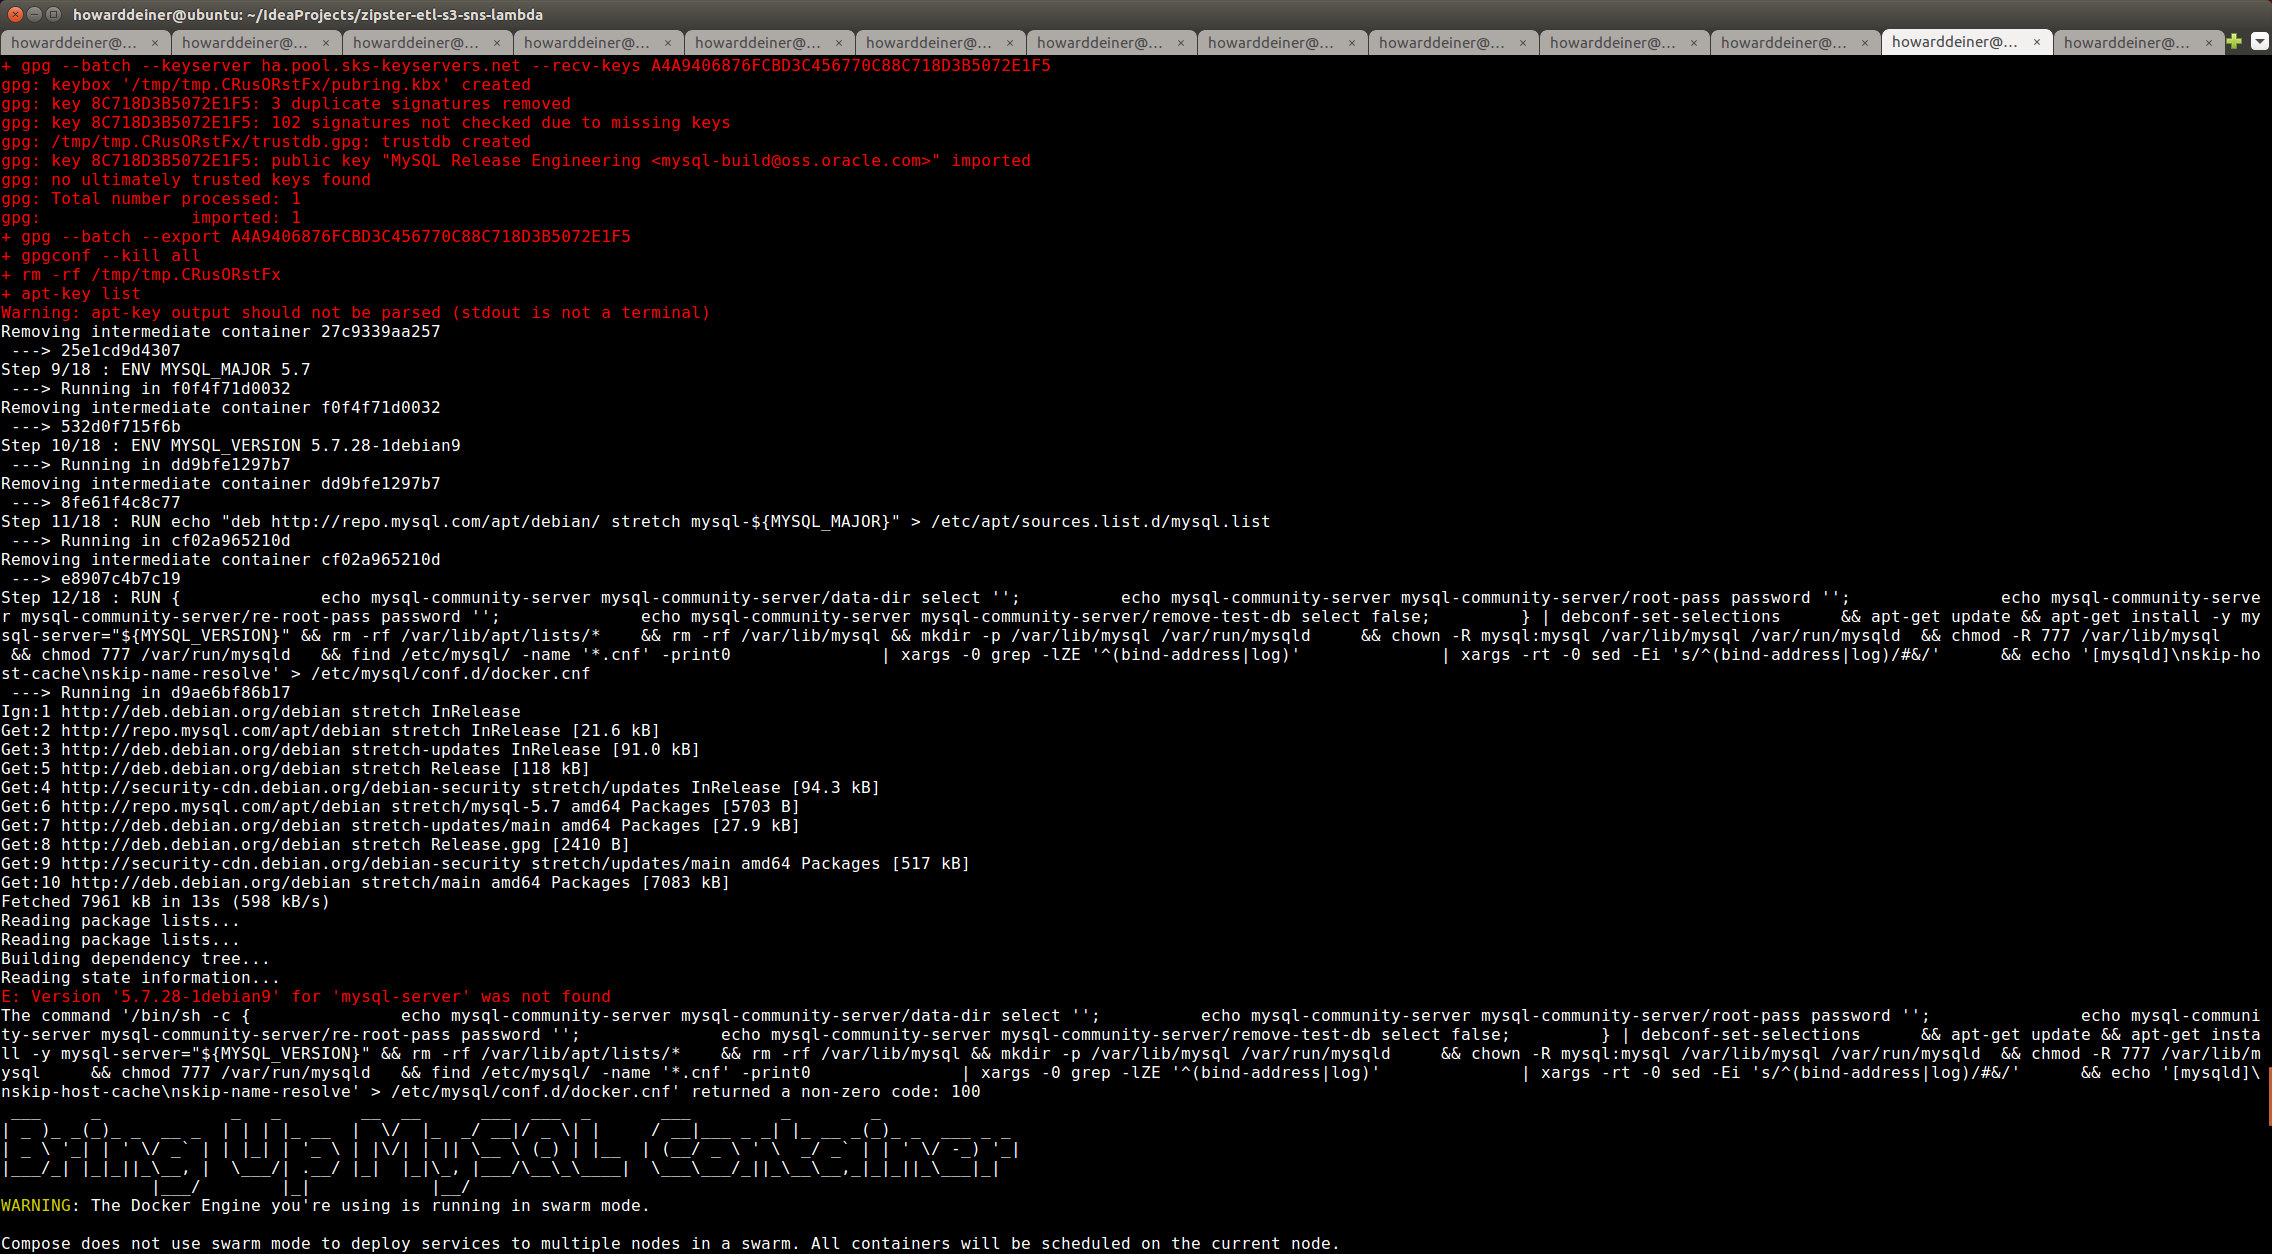 howarddeiner@ubuntu: ~/IdeaProjects/zipster-etl-s3-sns-lambda
howarddeiner@... × howarddeiner@... × howarddeiner@... × howarddeiner@... × howarddeiner@... × howarddeiner@... × howarddeiner@... × howarddeiner@... × howarddeiner@... × howarddeiner@... × howarddeiner@... × howarddeiner@... × howarddeiner@... ×
+ gpg --batch --keyserver ha.pool.sks-keyservers.net --recv-keys A4A9406876FCBD3C456770C88C718D3B5072E1F5
gpg: keybox '/tmp/tmp.CRusORstFx/pubring.kbx' created
gpg: key 8C718D3B5072E1F5: 3 duplicate signatures removed
gpg: key 8C718D3B5072E1F5: 102 signatures not checked due to missing keys
gpg: /tmp/tmp.CRusORstFx/trustdb.gpg: trustdb created
gpg: key 8C718D3B5072E1F5: public key "MySQL Release Engineering <mysql-build@oss.oracle.com>" imported
gpg: no ultimately trusted keys found
gpg: Total number processed: 1
gpg:               imported: 1
+ gpg --batch --export A4A9406876FCBD3C456770C88C718D3B5072E1F5
+ gpgconf --kill all
+ rm -rf /tmp/tmp.CRusORstFx
+ apt-key list
Warning: apt-key output should not be parsed (stdout is not a terminal)
Removing intermediate container 27c9339aa257
 ---> 25e1cd9d4307
Step 9/18 : ENV MYSQL_MAJOR 5.7
 ---> Running in f0f4f71d0032
Removing intermediate container f0f4f71d0032
 ---> 532d0f715f6b
Step 10/18 : ENV MYSQL_VERSION 5.7.28-1debian9
 ---> Running in dd9bfe1297b7
Removing intermediate container dd9bfe1297b7
 ---> 8fe61f4c8c77
Step 11/18 : RUN echo "deb http://repo.mysql.com/apt/debian/ stretch mysql-${MYSQL_MAJOR}" > /etc/apt/sources.list.d/mysql.list
 ---> Running in cf02a965210d
Removing intermediate container cf02a965210d
 ---> e8907c4b7c19
Step 12/18 : RUN {              echo mysql-community-server mysql-community-server/data-dir select '';          echo mysql-community-server mysql-community-server/root-pass password '';               echo mysql-community-serve
r mysql-community-server/re-root-pass password '';              echo mysql-community-server mysql-community-server/remove-test-db select false;         } | debconf-set-selections      && apt-get update && apt-get install -y my
sql-server="${MYSQL_VERSION}" && rm -rf /var/lib/apt/lists/*    && rm -rf /var/lib/mysql && mkdir -p /var/lib/mysql /var/run/mysqld     && chown -R mysql:mysql /var/lib/mysql /var/run/mysqld  && chmod -R 777 /var/lib/mysql
 && chmod 777 /var/run/mysqld   && find /etc/mysql/ -name '*.cnf' -print0               | xargs -0 grep -lZE '^(bind-address|log)'              | xargs -rt -0 sed -Ei 's/^(bind-address|log)/#&/'      && echo '[mysqld]\nskip-ho
st-cache\nskip-name-resolve' > /etc/mysql/conf.d/docker.cnf
 ---> Running in d9ae6bf86b17
Ign:1 http://deb.debian.org/debian stretch InRelease
Get:2 http://repo.mysql.com/apt/debian stretch InRelease [21.6 kB]
Get:3 http://deb.debian.org/debian stretch-updates InRelease [91.0 kB]
Get:5 http://deb.debian.org/debian stretch Release [118 kB]
Get:4 http://security-cdn.debian.org/debian-security stretch/updates InRelease [94.3 kB]
Get:6 http://repo.mysql.com/apt/debian stretch/mysql-5.7 amd64 Packages [5703 B]
Get:7 http://deb.debian.org/debian stretch-updates/main amd64 Packages [27.9 kB]
Get:8 http://deb.debian.org/debian stretch Release.gpg [2410 B]
Get:9 http://security-cdn.debian.org/debian-security stretch/updates/main amd64 Packages [517 kB]
Get:10 http://deb.debian.org/debian stretch/main amd64 Packages [7083 kB]
Fetched 7961 kB in 13s (598 kB/s)
Reading package lists...
Reading package lists...
Building dependency tree...
Reading state information...
E: Version '5.7.28-1debian9' for 'mysql-server' was not found
The command '/bin/sh -c {               echo mysql-community-server mysql-community-server/data-dir select '';          echo mysql-community-server mysql-community-server/root-pass password '';               echo mysql-communi
ty-server mysql-community-server/re-root-pass password '';              echo mysql-community-server mysql-community-server/remove-test-db select false;         } | debconf-set-selections      && apt-get update && apt-get insta
ll -y mysql-server="${MYSQL_VERSION}" && rm -rf /var/lib/apt/lists/*    && rm -rf /var/lib/mysql && mkdir -p /var/lib/mysql /var/run/mysqld     && chown -R mysql:mysql /var/lib/mysql /var/run/mysqld  && chmod -R 777 /var/lib/m
ysql     && chmod 777 /var/run/mysqld   && find /etc/mysql/ -name '*.cnf' -print0               | xargs -0 grep -lZE '^(bind-address|log)'              | xargs -rt -0 sed -Ei 's/^(bind-address|log)/#&/'      && echo '[mysqld]\
nskip-host-cache\nskip-name-resolve' > /etc/mysql/conf.d/docker.cnf' returned a non-zero code: 100
Bring Up MySQL Container
WARNING: The Docker Engine you're using is running in swarm mode.
Compose does not use swarm mode to deploy services to multiple nodes in a swarm. All containers will be scheduled on the current node.